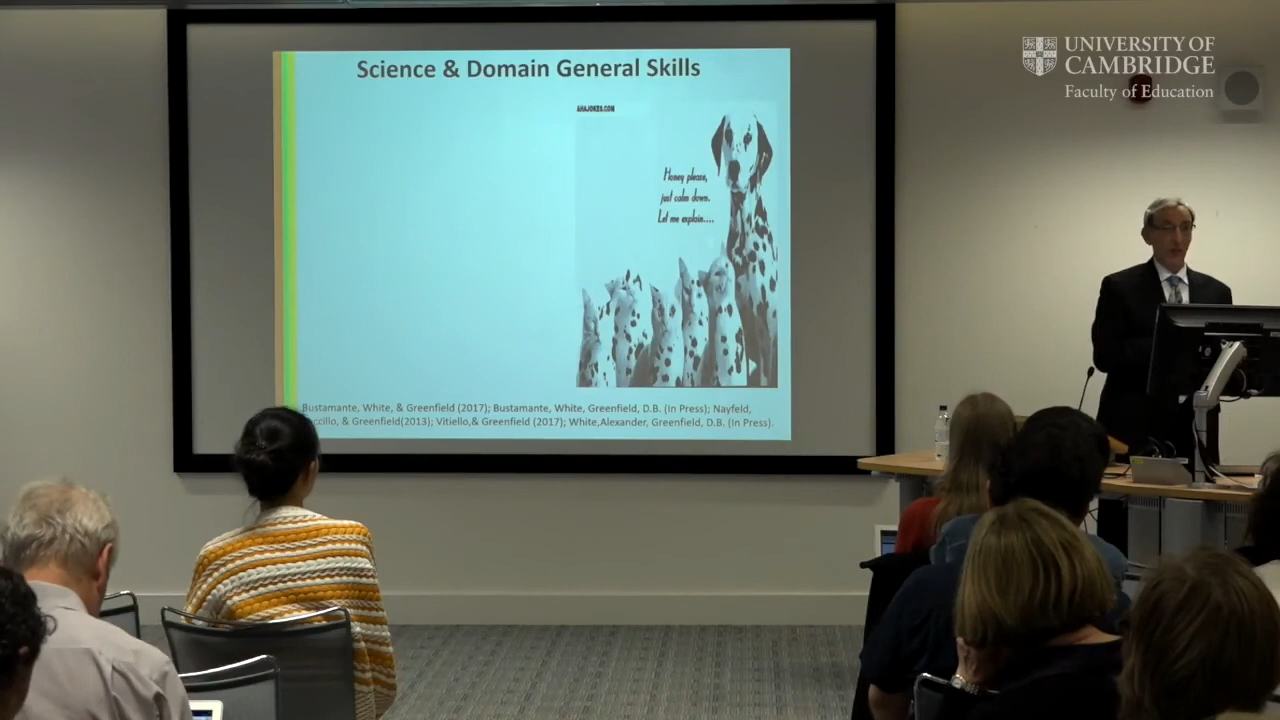 UNIVERSITY OF
CAMBRIDGE
Faculty of Education
Science & Domain General Skills
AHAJOKES.COM
Honey please,
just calm down.
Let me explain....
Bustamante, White, & Greenfield (2017); Bustamante, White, Greenfield, D.B. (In Press); Nayfeld,
& Greenfield(2013); Vitiello,& Greenfield (2017); White,Alexander, Greenfield, D.B. (In Press).